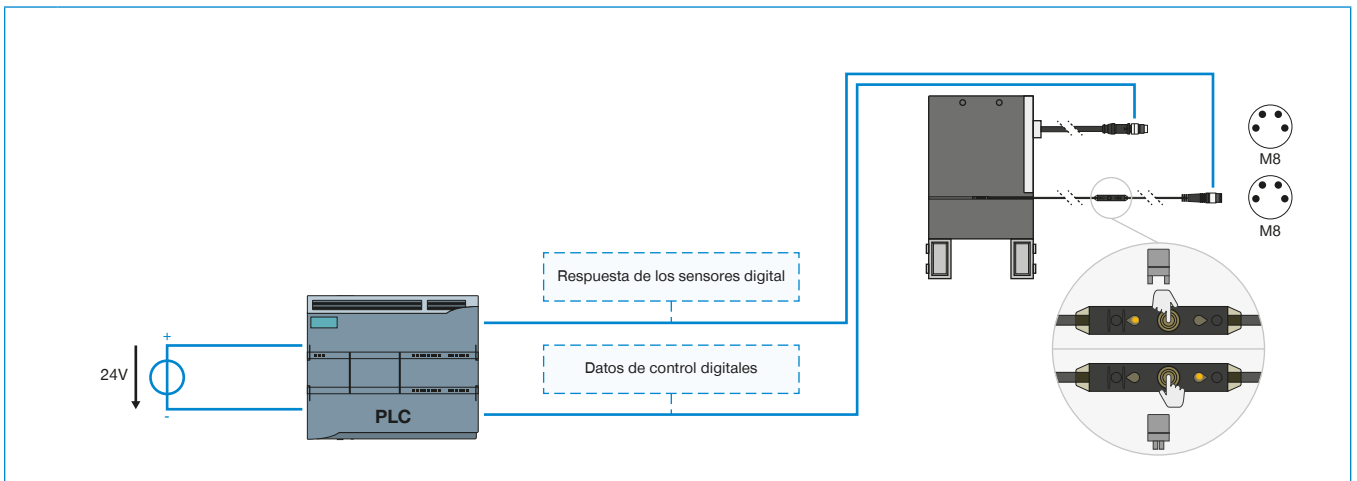 M8
M8
Respuesta de los sensores digital
Datos de control digitales
+
24V
-
PLC